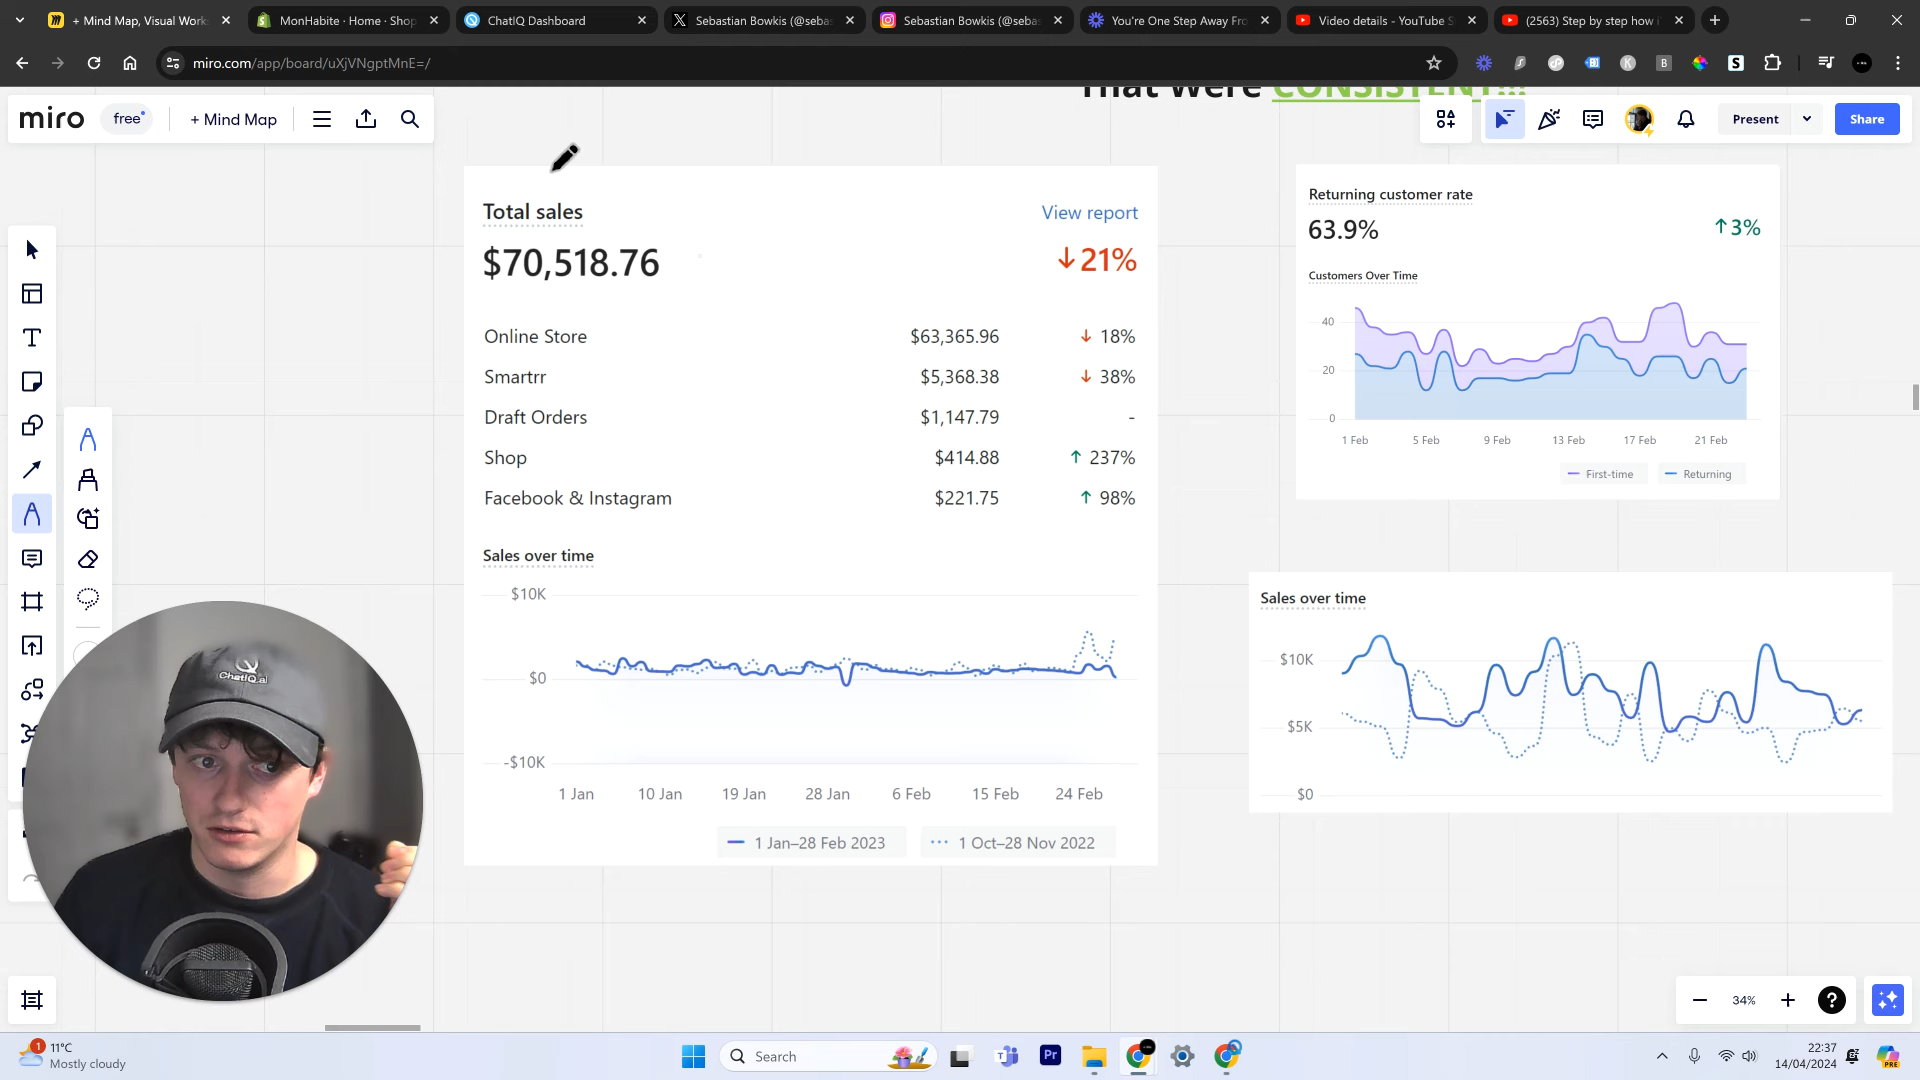 + Mind Map, Visual Work
MonHabite · Home · Shop
ChatIQ Dashboard
Sebastian Bowkis (@seba
Sebastian Bowkis (@seba
You're One Step Away Fro
Video details - YouTube S
(2563) Step by step how i
miro.com/app/board/uXjVNgptMnE=/
That Were CONSISTENT!!!
miro
free
+ Mind Map
Present
Share
Total sales
View report
$70,518.76
↓21%
Online Store $63,365.96 ↓ 18%
Smartrr $5,368.38 ↓ 38%
Draft Orders $1,147.79 -
Shop $414.88 ↑ 237%
Facebook & Instagram $221.75 ↑ 98%
Sales over time
$10K
$0
-$10K
1 Jan 10 Jan 19 Jan 28 Jan 6 Feb 15 Feb 24 Feb
1 Jan–28 Feb 2023
1 Oct–28 Nov 2022
Returning customer rate
63.9%
↑3%
Customers Over Time
40
20
0
1 Feb 5 Feb 9 Feb 13 Feb 17 Feb 21 Feb
First-time
Returning
Sales over time
$10K
$5K
$0
ChatIQ.ai
34%
?
1
11°C
Mostly cloudy
Search
Pr
22:37
14/04/2024
PRE